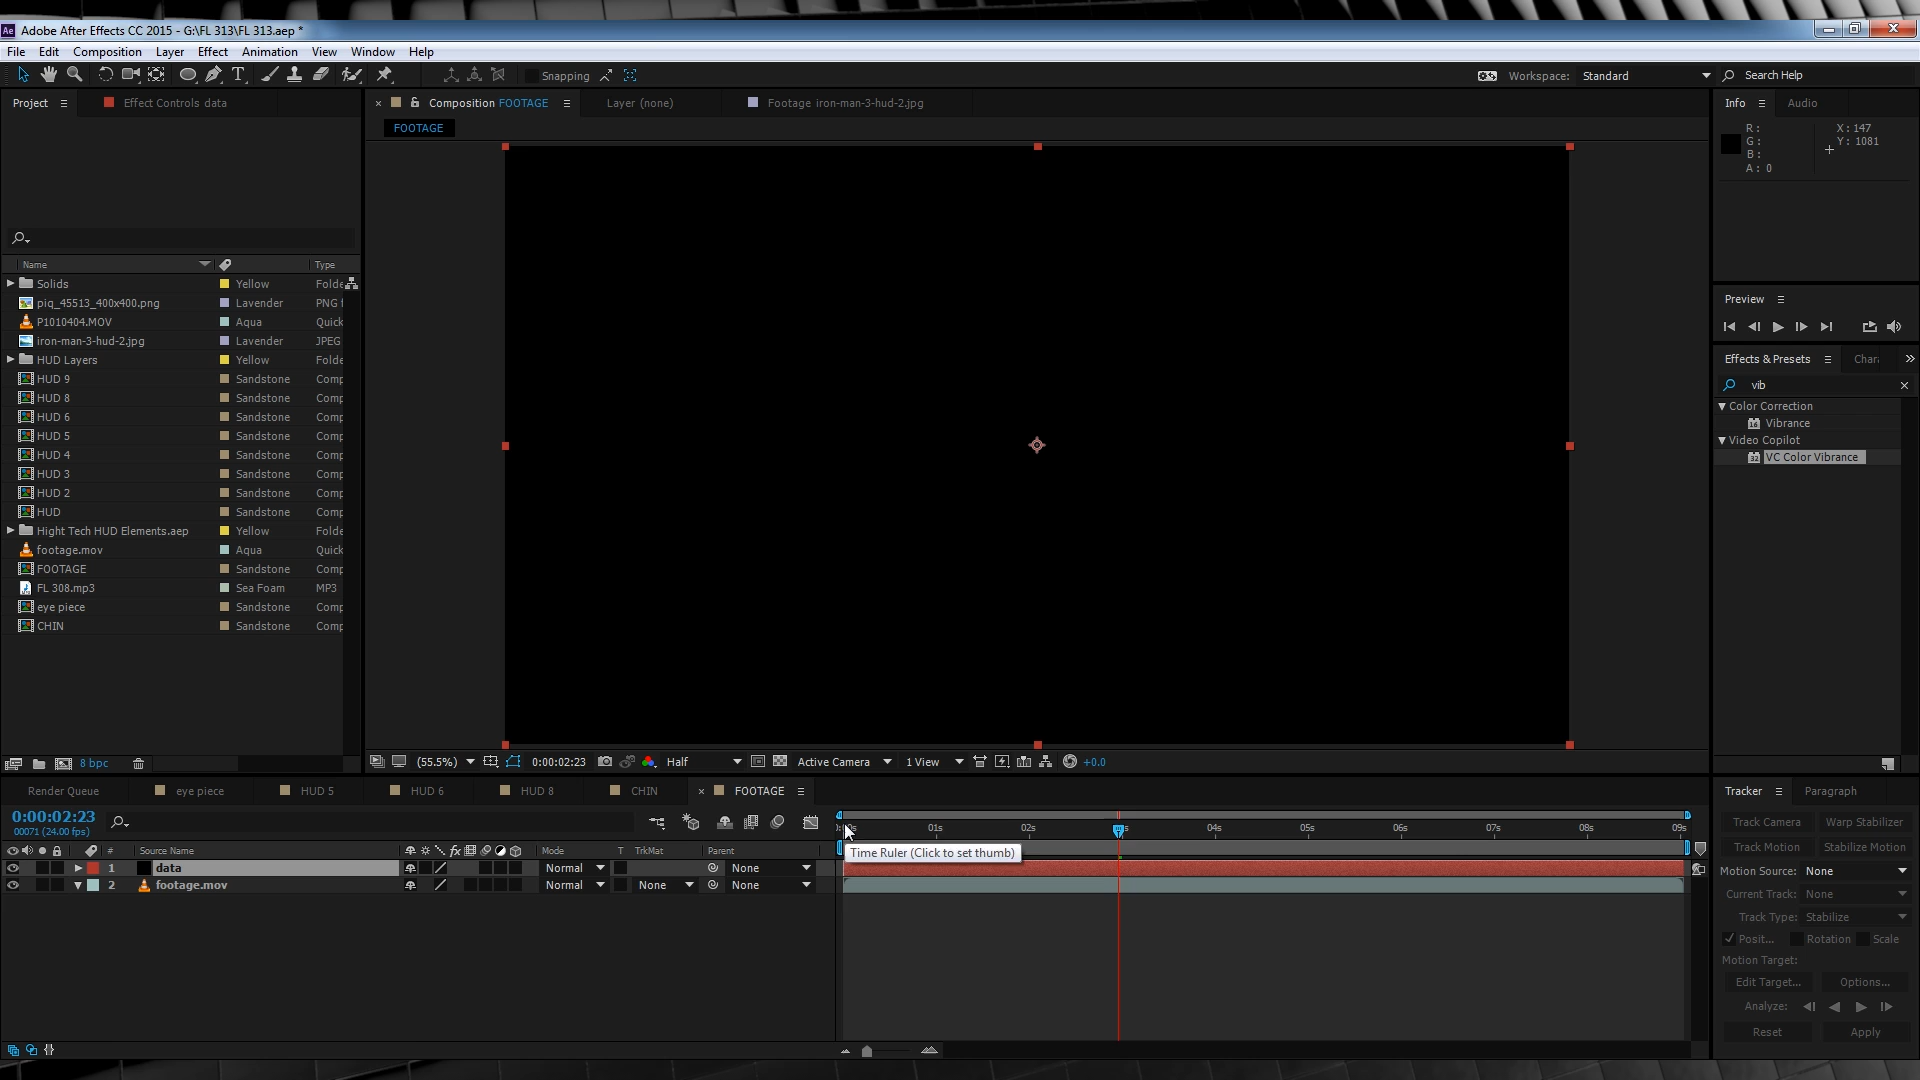 Ae Adobe After Effects CC 2015 - G:\FL 313\FL 313.aep *
File Edit Composition Layer Effect Animation View Window Help
Snapping
Workspace: Standard
Search Help
Project
Effect Controls data
Composition FOOTAGE
Layer (none)
Footage iron-man-3-hud-2.jpg
FOOTAGE
Info
Audio
R:
G:
B:
A: 0
X: 147
Y: 1081
Name Type
Solids Yellow Folde
piq_45513_400x400.png Lavender PNG f
P1010404.MOV Aqua Quick
iron-man-3-hud-2.jpg Lavender JPEG
HUD Layers Yellow Folde
HUD 9 Sandstone Comp
HUD 8 Sandstone Comp
HUD 6 Sandstone Comp
HUD 5 Sandstone Comp
HUD 4 Sandstone Comp
HUD 3 Sandstone Comp
HUD 2 Sandstone Comp
HUD Sandstone Comp
Hight Tech HUD Elements.aep Yellow Folde
footage.mov Aqua Quick
FOOTAGE Sandstone Comp
FL 308.mp3 Sea Foam MP3
eye piece Sandstone Comp
CHIN Sandstone Comp
8 bpc
(55.5%) 0:00:02:23 Half Active Camera 1 View +0.0
Preview
Effects & Presets
Char
vib
Color Correction
Vibrance
Video Copilot
VC Color Vibrance
Render Queue eye piece HUD 5 HUD 6 HUD 8 CHIN FOOTAGE
0:00:02:23
00071 (24.00 fps)
01s 02s 04s 05s 06s 07s 08s 09s
Time Ruler (Click to set thumb)
# Source Name fx Mode T TrkMat Parent
1 data Normal None
2 footage.mov Normal None None
Tracker
Paragraph
Track Camera Warp Stabilizer
Track Motion Stabilize Motion
Motion Source: None
Current Track: None
Track Type: Stabilize
Posit... Rotation Scale
Motion Target:
Edit Target... Options...
Analyze:
Reset Apply